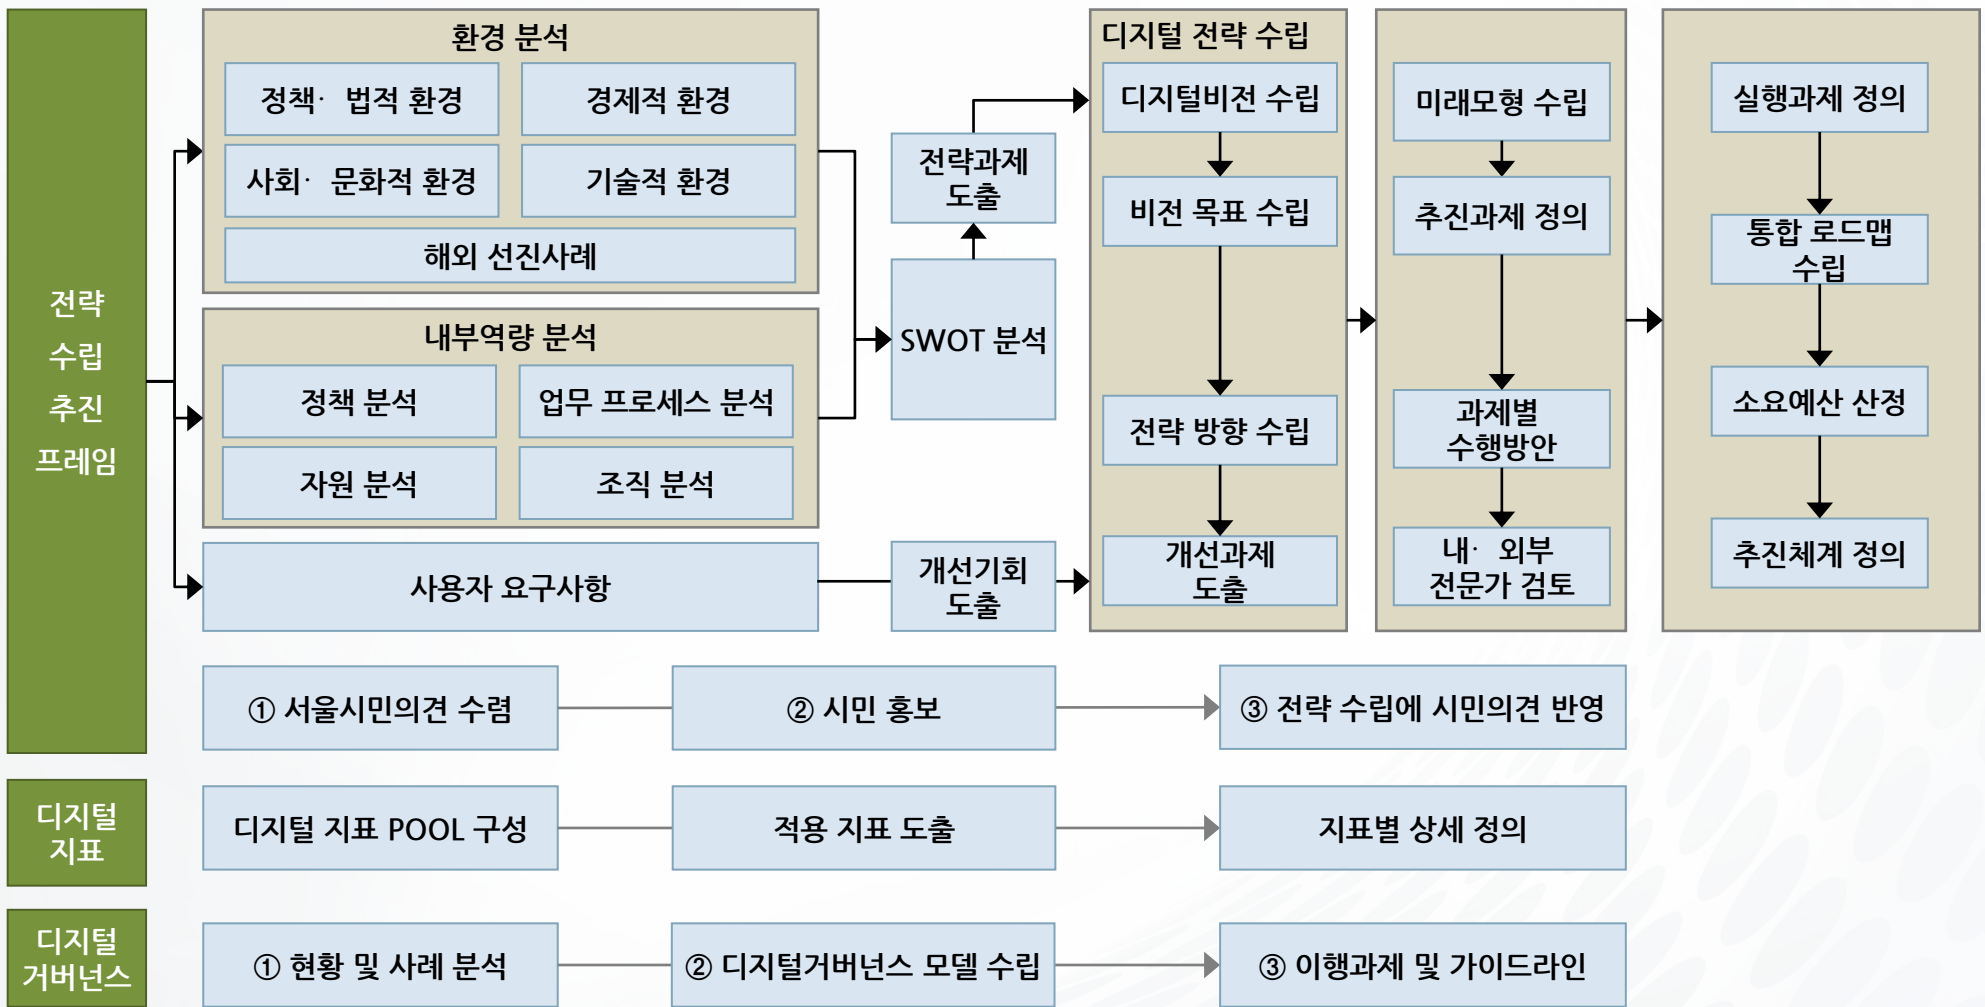 전략
수립
추진
프레임
환경 분석
정책· 법적 환경
경제적 환경
사회· 문화적 환경
기술적 환경
해외 선진사례
내부역량 분석
정책 분석
업무 프로세스 분석
자원 분석
조직 분석
사용자 요구사항
전략과제
도출
SWOT 분석
개선기회
도출
디지털 전략 수립
디지털비전 수립
비전 목표 수립
전략 방향 수립
개선과제
도출
미래모형 수립
추진과제 정의
과제별
수행방안
내· 외부
전문가 검토
실행과제 정의
통합 로드맵
수립
소요예산 산정
추진체계 정의
① 서울시민의견 수렴
② 시민 홍보
③ 전략 수립에 시민의견 반영
디지털
지표
디지털 지표 POOL 구성
적용 지표 도출
지표별 상세 정의
디지털
거버넌스
① 현황 및 사례 분석
② 디지털거버넌스 모델 수립
③ 이행과제 및 가이드라인